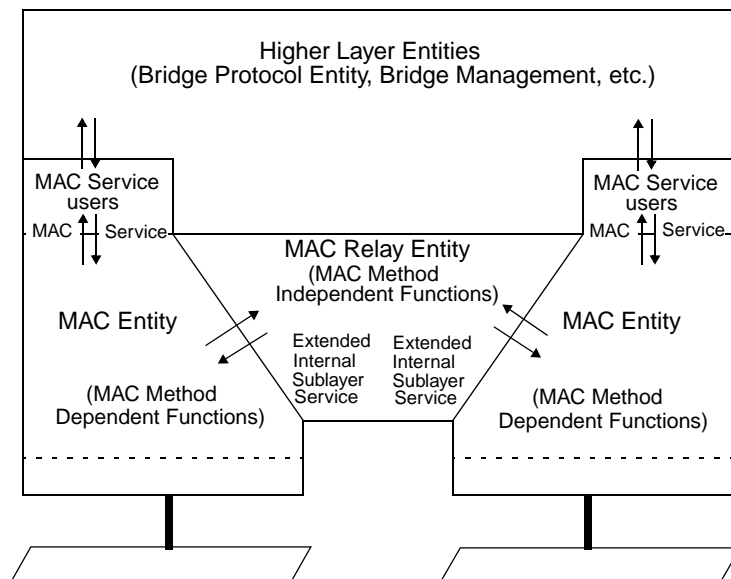 Higher Layer Entities
(Bridge Protocol Entity, Bridge Management, etc.)
MAC Service
users
MAC Service
MAC Service
users
MAC Service
MAC Relay Entity
(MAC Method
Independent Functions)
MAC Entity
MAC Entity
Extended
Internal
Sublayer
Service
Extended
Internal
Sublayer
Service
(MAC Method
Dependent Functions)
(MAC Method
Dependent Functions)